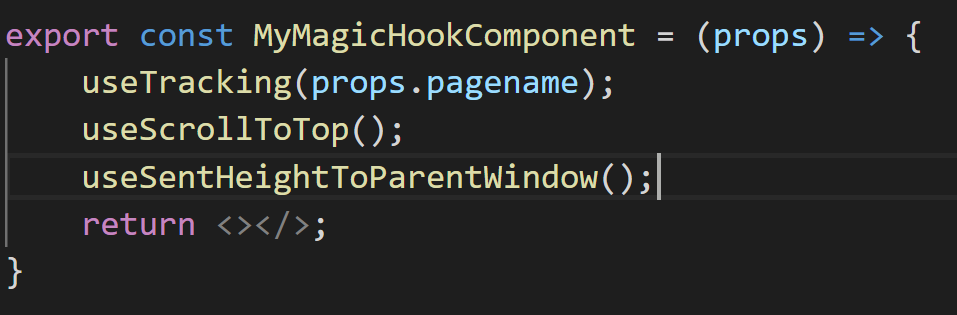 export const MyMagicHookComponent = (props) => {
    useTracking(props.pagename);
    useScrollToTop();
    useSentHeightToParentWindow();
    return <></>;
}